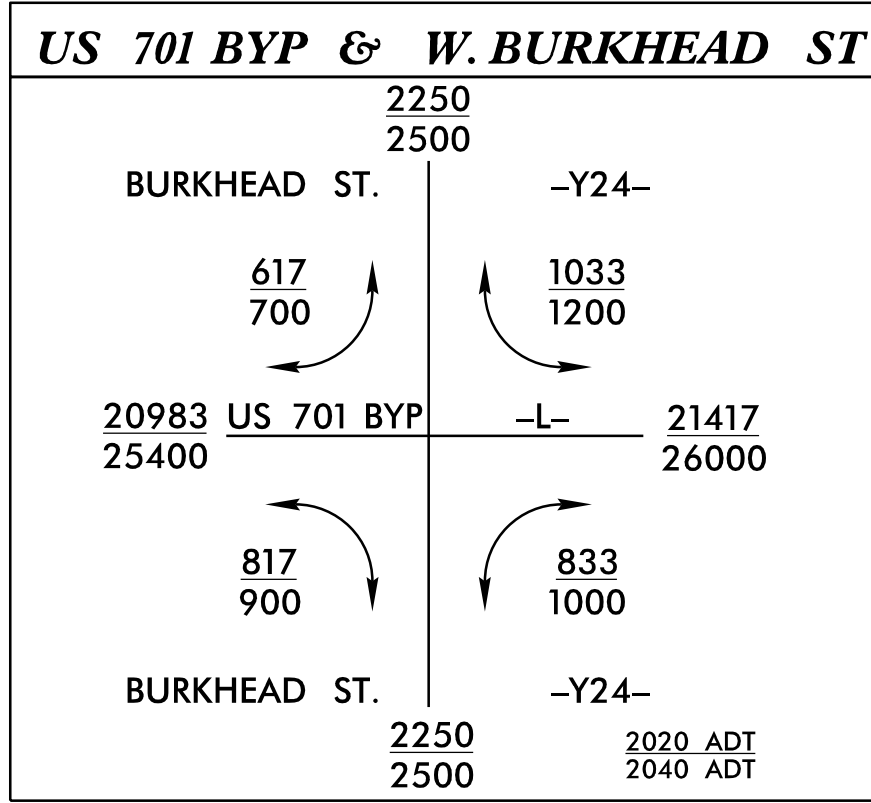 US 701 BYP & W. BURKHEAD ST
2250
2500
BURKHEAD ST. –Y24–
617 1033
700 1200
20983 US 701 BYP –L– 21417
25400 26000
817 833
900 1000
BURKHEAD ST. –Y24–
2250
2500
2020 ADT
2040 ADT